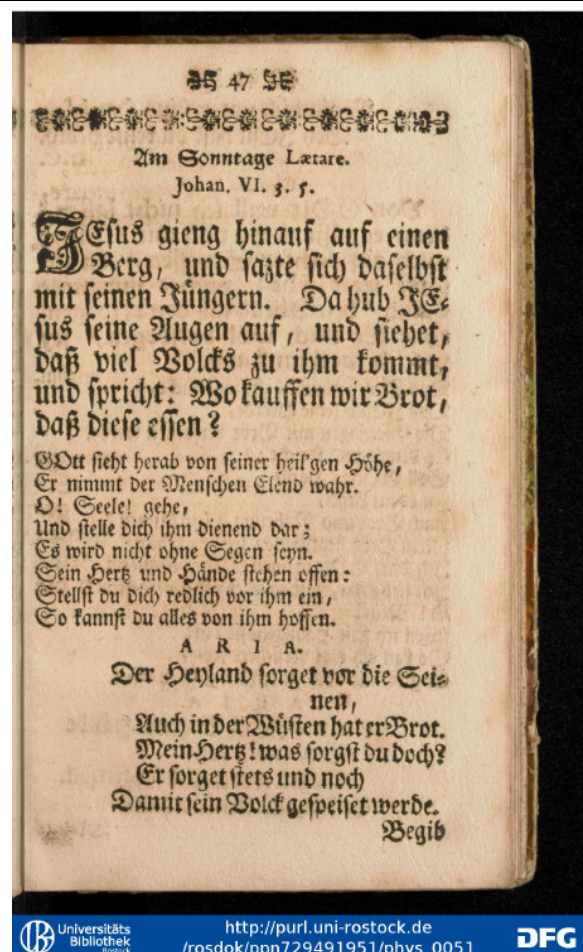 47
Am Sonntage Lætare.
Johan. VI. 3. 5.
JEsus gieng hinauf auf einen
Berg, und sazte sich daselbst
mit seinen Jüngern. Da hub JE-
sus seine Augen auf, und siehet,
daß viel Volcks zu ihm kommt,
und spricht: Wo kauffen wir Brot,
daß diese essen?
GOtt sieht herab von seiner heil'gen Höhe,
Er nimmt der Menschen Elend wahr.
O! Seele! gehe,
Und stelle dich ihm dienend dar;
Es wird nicht ohne Segen seyn.
Sein Hertz und Hände stehen offen:
Stellst du dich redlich vor ihm ein,
So kannst du alles von ihm hoffen.
A R I A.
Der Heyland sorget vor die Sei-
nen,
Auch in der Wüsten hat er Brot.
Mein Hertz! was sorgst du doch?
Er sorget stets und noch
Damit sein Volck gespeiset werde.
Begib
Universitäts
Bibliothek
Rostock
http://purl.uni-rostock.de
/rosdok/ppn729491951/phys_0051
DFG